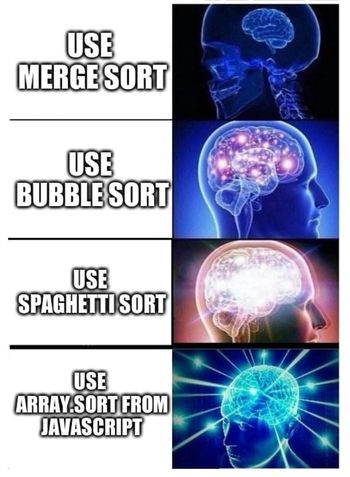 USE
MERGE SORT
USE
BUBBLE SORT
USE
SPAGHETTI SORT
USE
ARRAY.SORT FROM
JAVASCRIPT